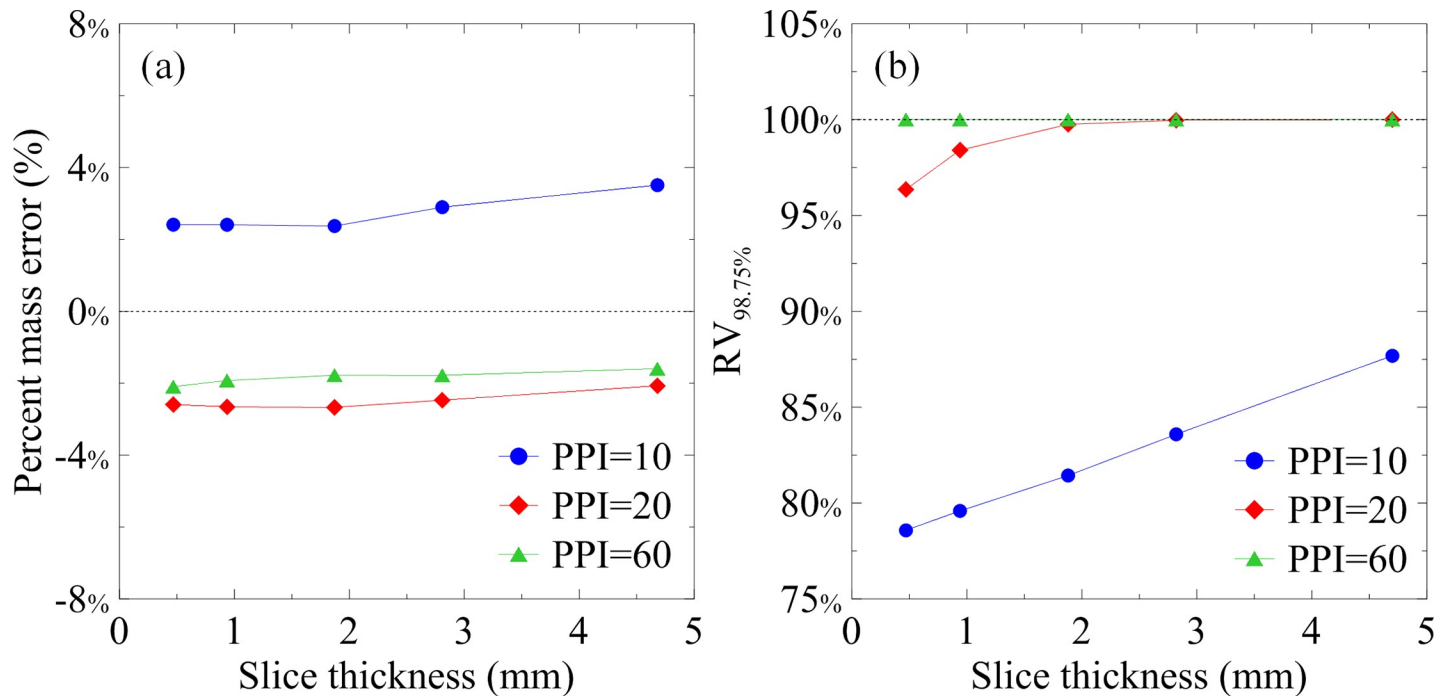 (a)
Percent mass error (%)
8%
4%
0%
-4%
-8%
PPI=10
PPI=20
PPI=60
0 1 2 3 4 5
Slice thickness (mm)
(b)
RV98.75%
105%
100%
95%
90%
85%
80%
75%
PPI=10
PPI=20
PPI=60
0 1 2 3 4 5
Slice thickness (mm)